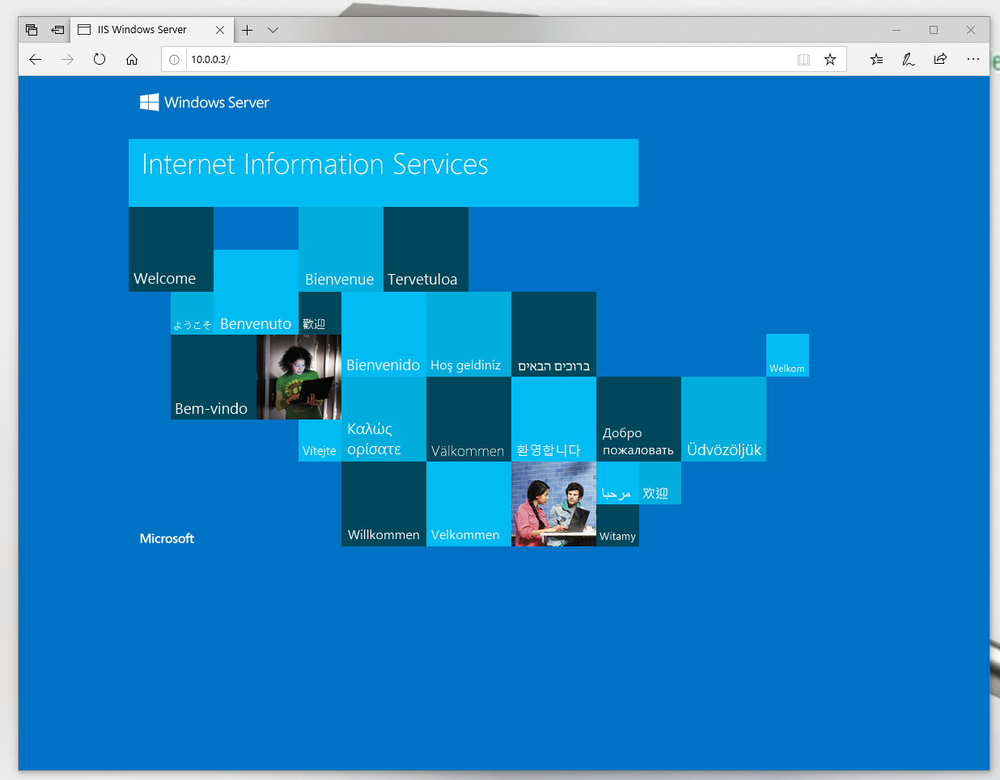 IIS Windows Server
10.0.0.3/
Windows Server
Internet Information Services
Welcome
Bienvenue
Tervetuloa
ようこそ
Benvenuto
歡迎
Bienvenido
Hoş geldiniz
ברוכים הבאים
Welkom
Bem-vindo
Vítejte
Καλώς
ορίσατε
Välkommen
환영합니다
Добро
пожаловать
Üdvözöljük
Willkommen
Velkommen
مرحبا
欢迎
Witamy
Microsoft